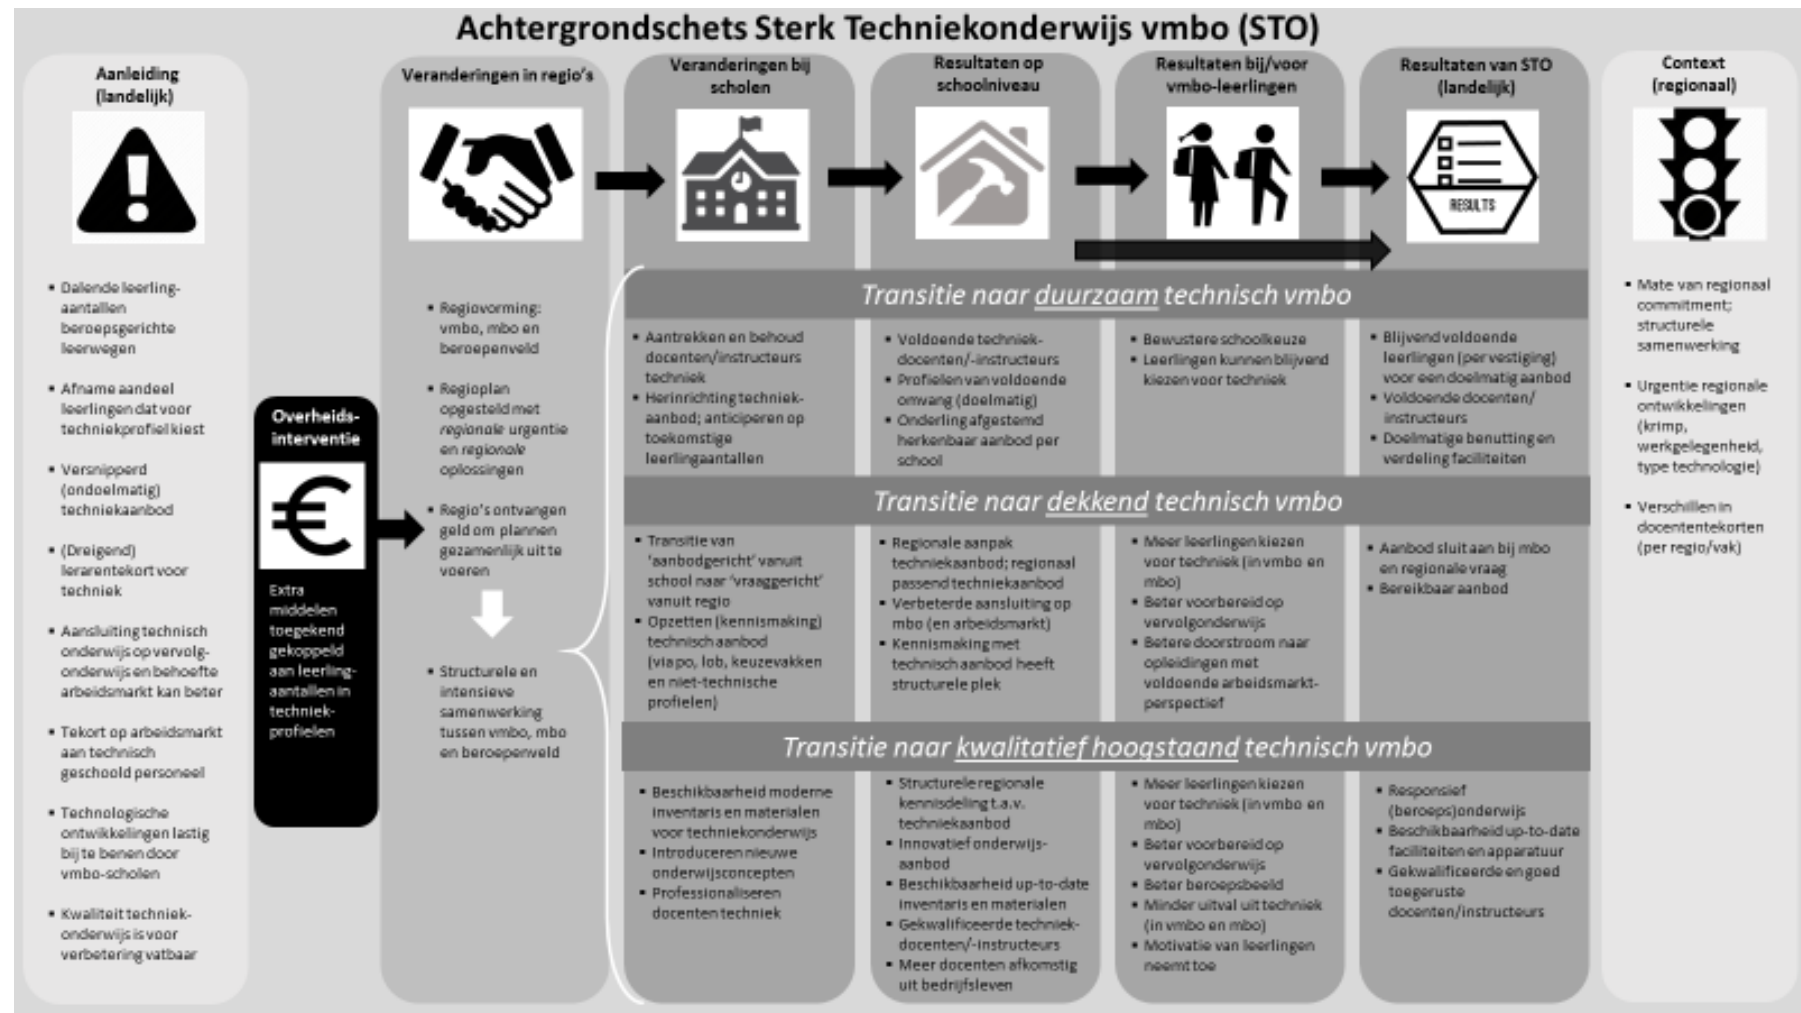 Achtergrondschets Sterk Techniekonderwijs vmbo (STO)
Aanleiding
(landelijk)
▪ Dalende leerling-
aantallen
beroepsgerichte
leerwegen
▪ Afname aandeel
leerlingen dat voor
techniekprofiel kiest
▪ Versnipperd
(ondoelmatig)
techniekaanbod
▪ (Dreigend)
lerarentekort voor
techniek
▪ Aansluiting technisch
onderwijs op vervolg-
onderwijs en behoefte
arbeidsmarkt kan beter
▪ Tekort op arbeidsmarkt
aan technisch
geschoold personeel
▪ Technologische
ontwikkelingen lastig
bij te benen door
vmbo-scholen
▪ Kwaliteit techniek-
onderwijs is voor
verbetering vatbaar
Overheids-
interventie
€
Extra
middelen
toegekend
gekoppeld
aan leerling-
aantallen in
techniek-
profielen
Veranderingen in regio's
▪ Regiovorming:
vmbo, mbo en
beroepenveld
▪ Regioplan
opgesteld met
regionale urgentie
en regionale
oplossingen
▪ Regio's ontvangen
geld om plannen
gezamenlijk uit te
voeren
▪ Structurele en
intensieve
samenwerking
tussen vmbo, mbo
en beroepenveld
Veranderingen bij
scholen
Resultaten op
schoolniveau
Resultaten bij/voor
vmbo-leerlingen
Resultaten van STO
(landelijk)
RESULTS
Transitie naar duurzaam technisch vmbo
▪ Aantrekken en behoud
docenten/instructeurs
techniek
▪ Herinrichting techniek-
aanbod; anticiperen op
toekomstige
leerlingaantallen
▪ Voldoende techniek-
docenten/-instructeurs
▪ Profielen van voldoende
omvang (doelmatig)
▪ Onderling afgestemd
herkenbaar aanbod per
school
▪ Bewustere schoolkeuze
▪ Leerlingen kunnen blijvend
kiezen voor techniek
▪ Blijvend voldoende
leerlingen (per vestiging)
voor een doelmatig aanbod
▪ Voldoende docenten/
instructeurs
▪ Doelmatige benutting en
verdeling faciliteiten
Transitie naar dekkend technisch vmbo
▪ Transitie van
'aanbodgericht' vanuit
school naar 'vraaggericht'
vanuit regio
▪ Opzetten (kennismaking)
technisch aanbod
(via po, lob, keuzevakken
en niet-technische
profielen)
▪ Regionale aanpak
techniekaanbod; regionaal
passend techniekaanbod
▪ Verbeterde aansluiting op
mbo (en arbeidsmarkt)
▪ Kennismaking met
technisch aanbod heeft
structurele plek
▪ Meer leerlingen kiezen
voor techniek (in vmbo en
mbo)
▪ Beter voorbereid op
vervolgonderwijs
▪ Betere doorstroom naar
opleidingen met
voldoende arbeidsmarkt-
perspectief
▪ Aanbod sluit aan bij mbo
en regionale vraag
▪ Bereikbaar aanbod
Transitie naar kwalitatief hoogstaand technisch vmbo
▪ Beschikbaarheid moderne
inventaris en materialen
voor techniekonderwijs
▪ Introduceren nieuwe
onderwijsconcepten
▪ Professionaliseren
docenten techniek
▪ Structurele regionale
kennisdeling t.a.v.
techniekaanbod
▪ Innovatief onderwijs-
aanbod
▪ Beschikbaarheid up-to-date
inventaris en materialen
▪ Gekwalificeerde techniek-
docenten/-instructeurs
▪ Meer docenten afkomstig
uit bedrijfsleven
▪ Meer leerlingen kiezen
voor techniek (in vmbo en
mbo)
▪ Beter voorbereid op
vervolgonderwijs
▪ Beter beroepsbeeld
▪ Minder uitval uit techniek
(in vmbo en mbo)
▪ Motivatie van leerlingen
neemt toe
▪ Responsief
(beroeps)onderwijs
▪ Beschikbaarheid up-to-date
faciliteiten en apparatuur
▪ Gekwalificeerde en goed
toegeruste
docenten/instructeurs
Context
(regionaal)
▪ Mate van regionaal
commitment;
structurele
samenwerking
▪ Urgentie regionale
ontwikkelingen
(krimp,
werkgelegenheid,
type technologie)
▪ Verschillen in
docententekorten
(per regio/vak)